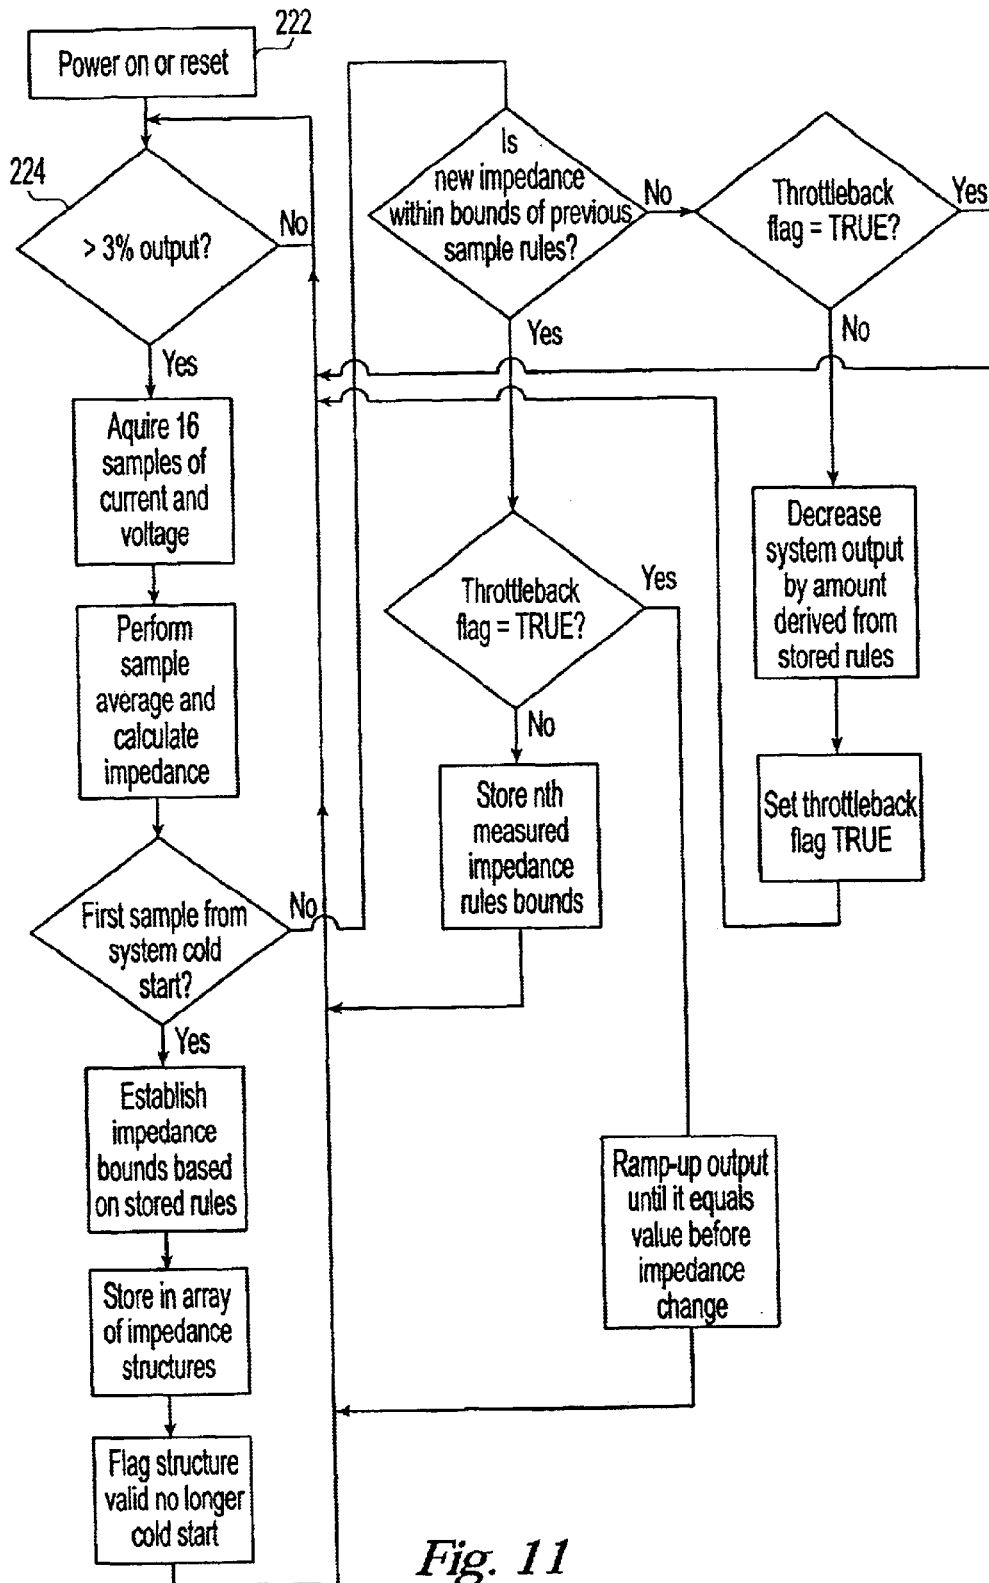 222
Power on or reset
224
> 3% output?
No
Yes
Aquire 16
samples of
current and
voltage
Perform
sample
average and
calculate
impedance
First sample from
system cold
start?
No
Yes
Establish
impedance
bounds based
on stored rules
Store in array
of impedance
structures
Flag structure
valid no longer
cold start
Is
new impedance
within bounds of previous
sample rules?
No
Yes
Throttleback
flag = TRUE?
Yes
No
Store nth
measured
impedance
rules bounds
Ramp-up output
until it equals
value before
impedance
change
Throttleback
flag = TRUE?
Yes
No
Decrease
system output
by amount
derived from
stored rules
Set throttleback
flag TRUE
Fig. 11